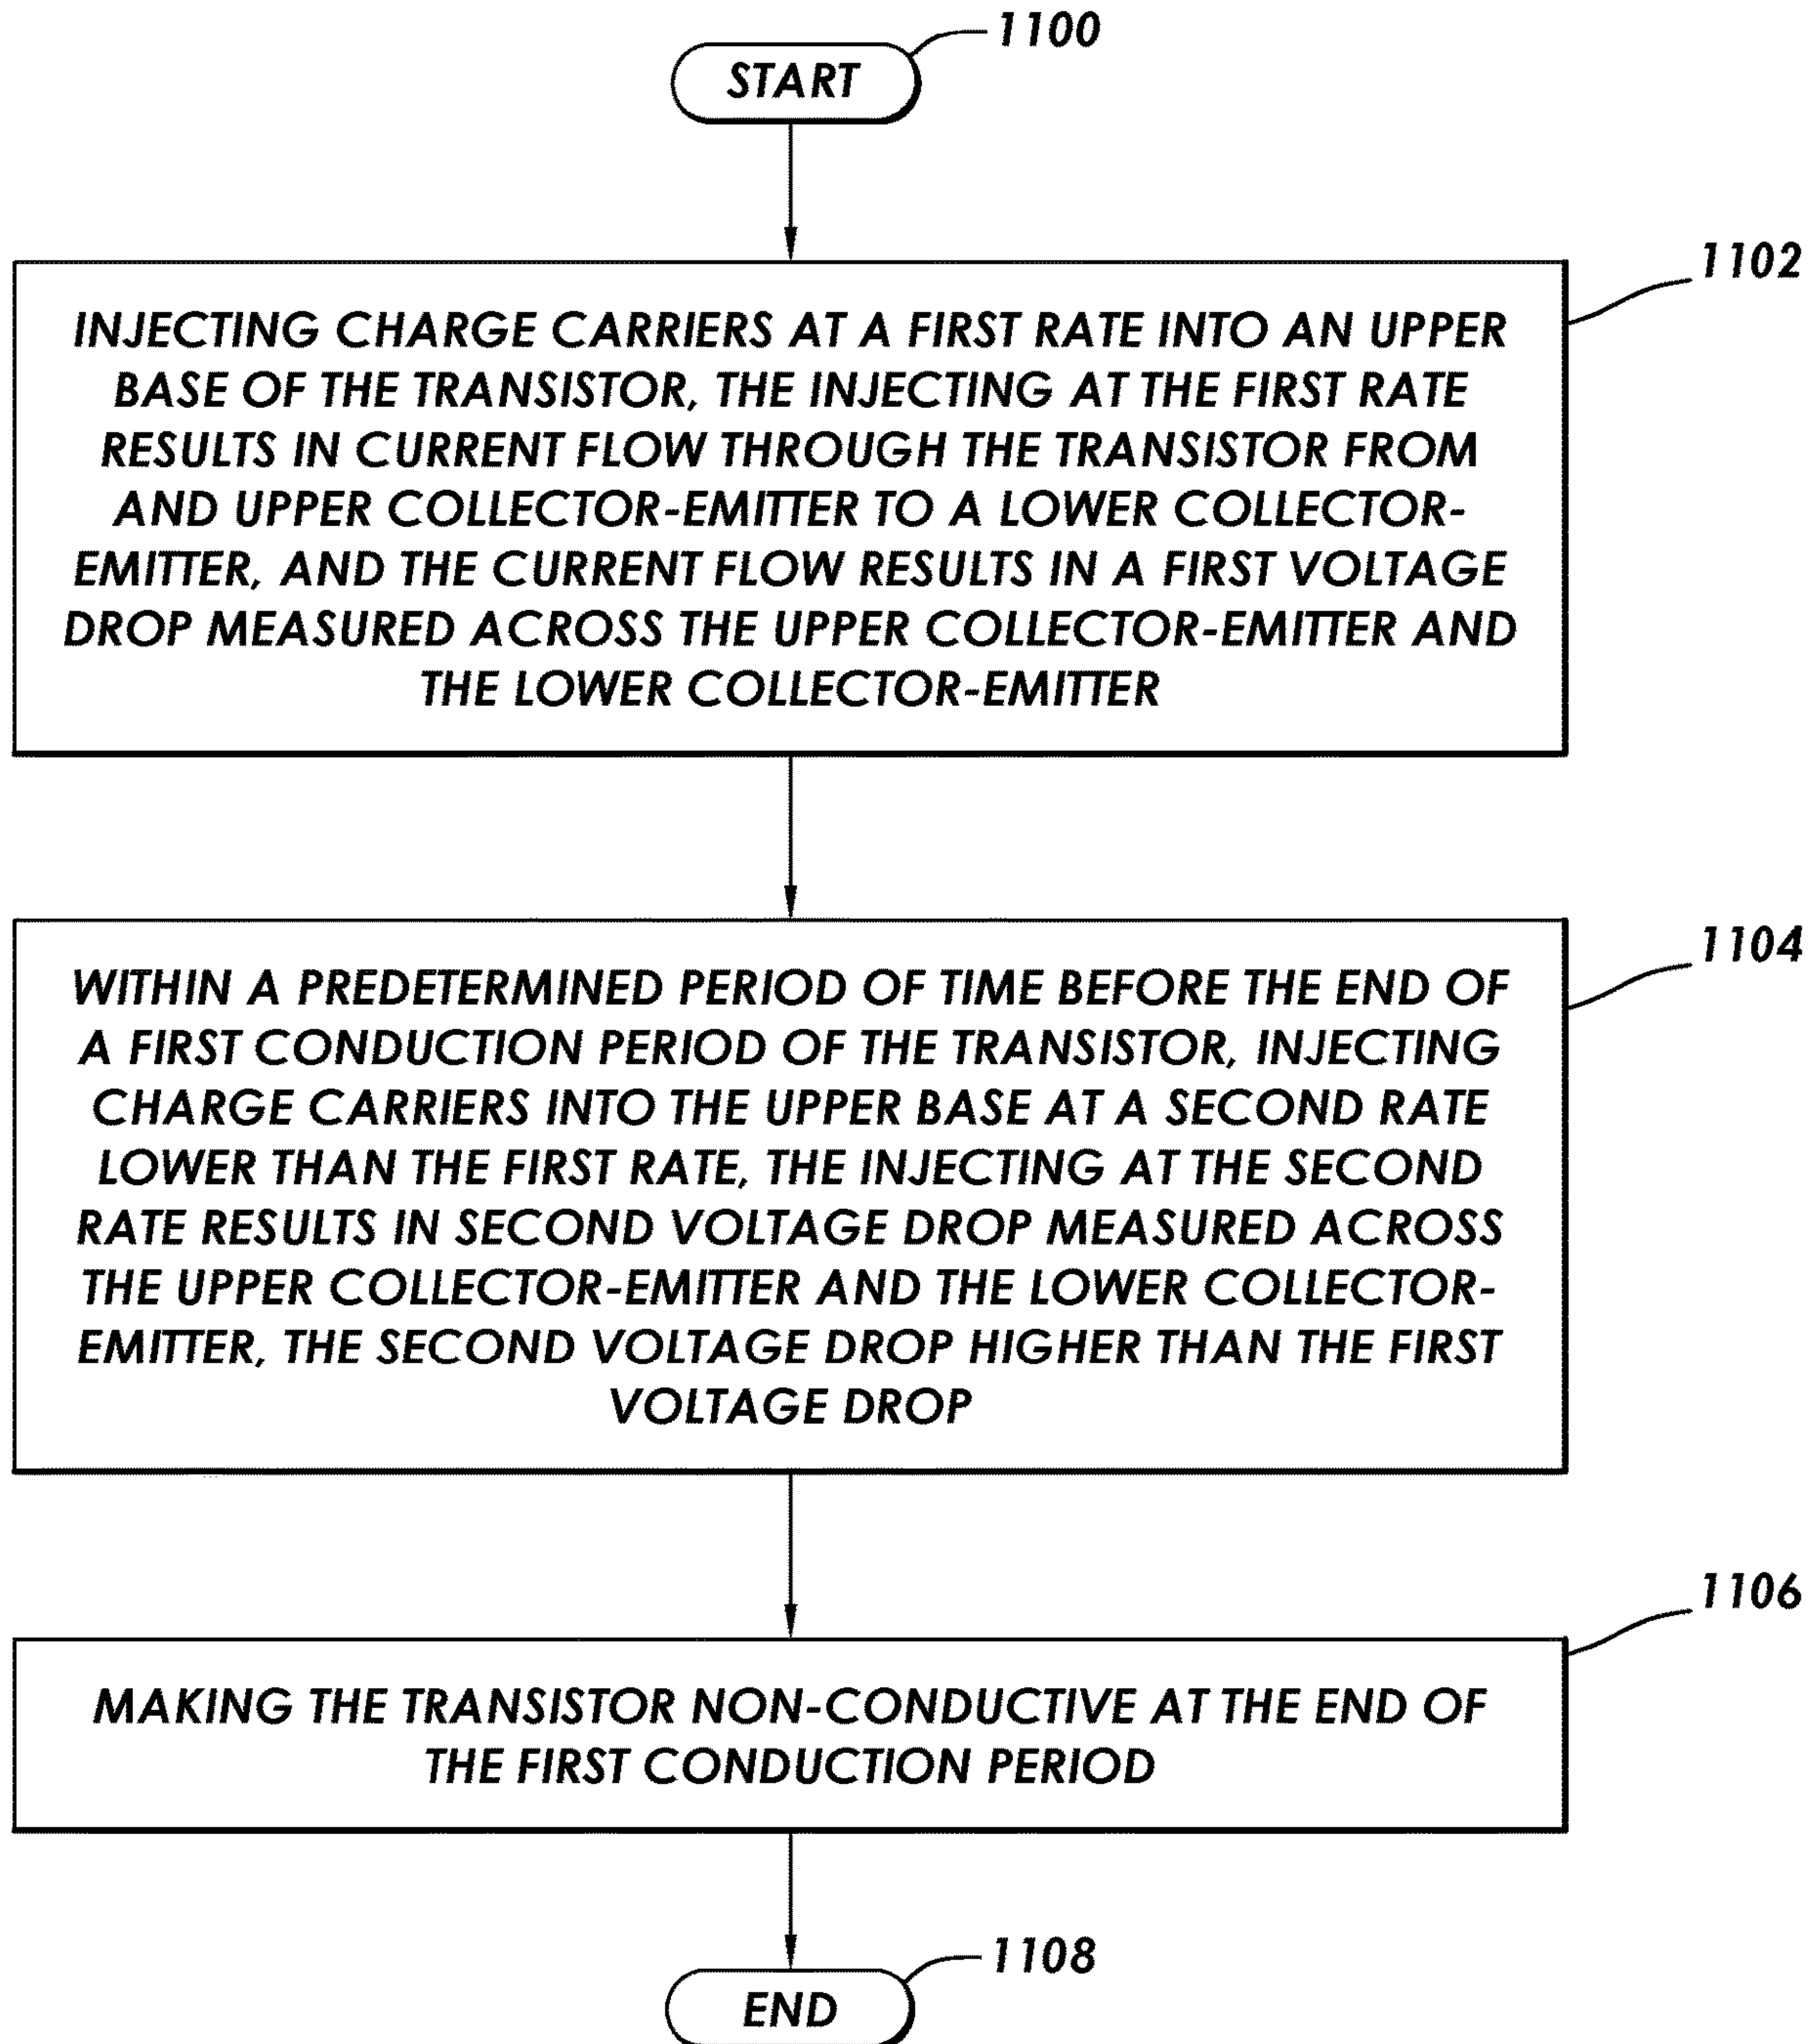 1100
START
1102
INJECTING CHARGE CARRIERS AT A FIRST RATE INTO AN UPPER
BASE OF THE TRANSISTOR, THE INJECTING AT THE FIRST RATE
RESULTS IN CURRENT FLOW THROUGH THE TRANSISTOR FROM
AND UPPER COLLECTOR-EMITTER TO A LOWER COLLECTOR-
EMITTER, AND THE CURRENT FLOW RESULTS IN A FIRST VOLTAGE
DROP MEASURED ACROSS THE UPPER COLLECTOR-EMITTER AND
THE LOWER COLLECTOR-EMITTER
1104
WITHIN A PREDETERMINED PERIOD OF TIME BEFORE THE END OF
A FIRST CONDUCTION PERIOD OF THE TRANSISTOR, INJECTING
CHARGE CARRIERS INTO THE UPPER BASE AT A SECOND RATE
LOWER THAN THE FIRST RATE, THE INJECTING AT THE SECOND
RATE RESULTS IN SECOND VOLTAGE DROP MEASURED ACROSS
THE UPPER COLLECTOR-EMITTER AND THE LOWER COLLECTOR-
EMITTER, THE SECOND VOLTAGE DROP HIGHER THAN THE FIRST
VOLTAGE DROP
1106
MAKING THE TRANSISTOR NON-CONDUCTIVE AT THE END OF
THE FIRST CONDUCTION PERIOD
1108
END